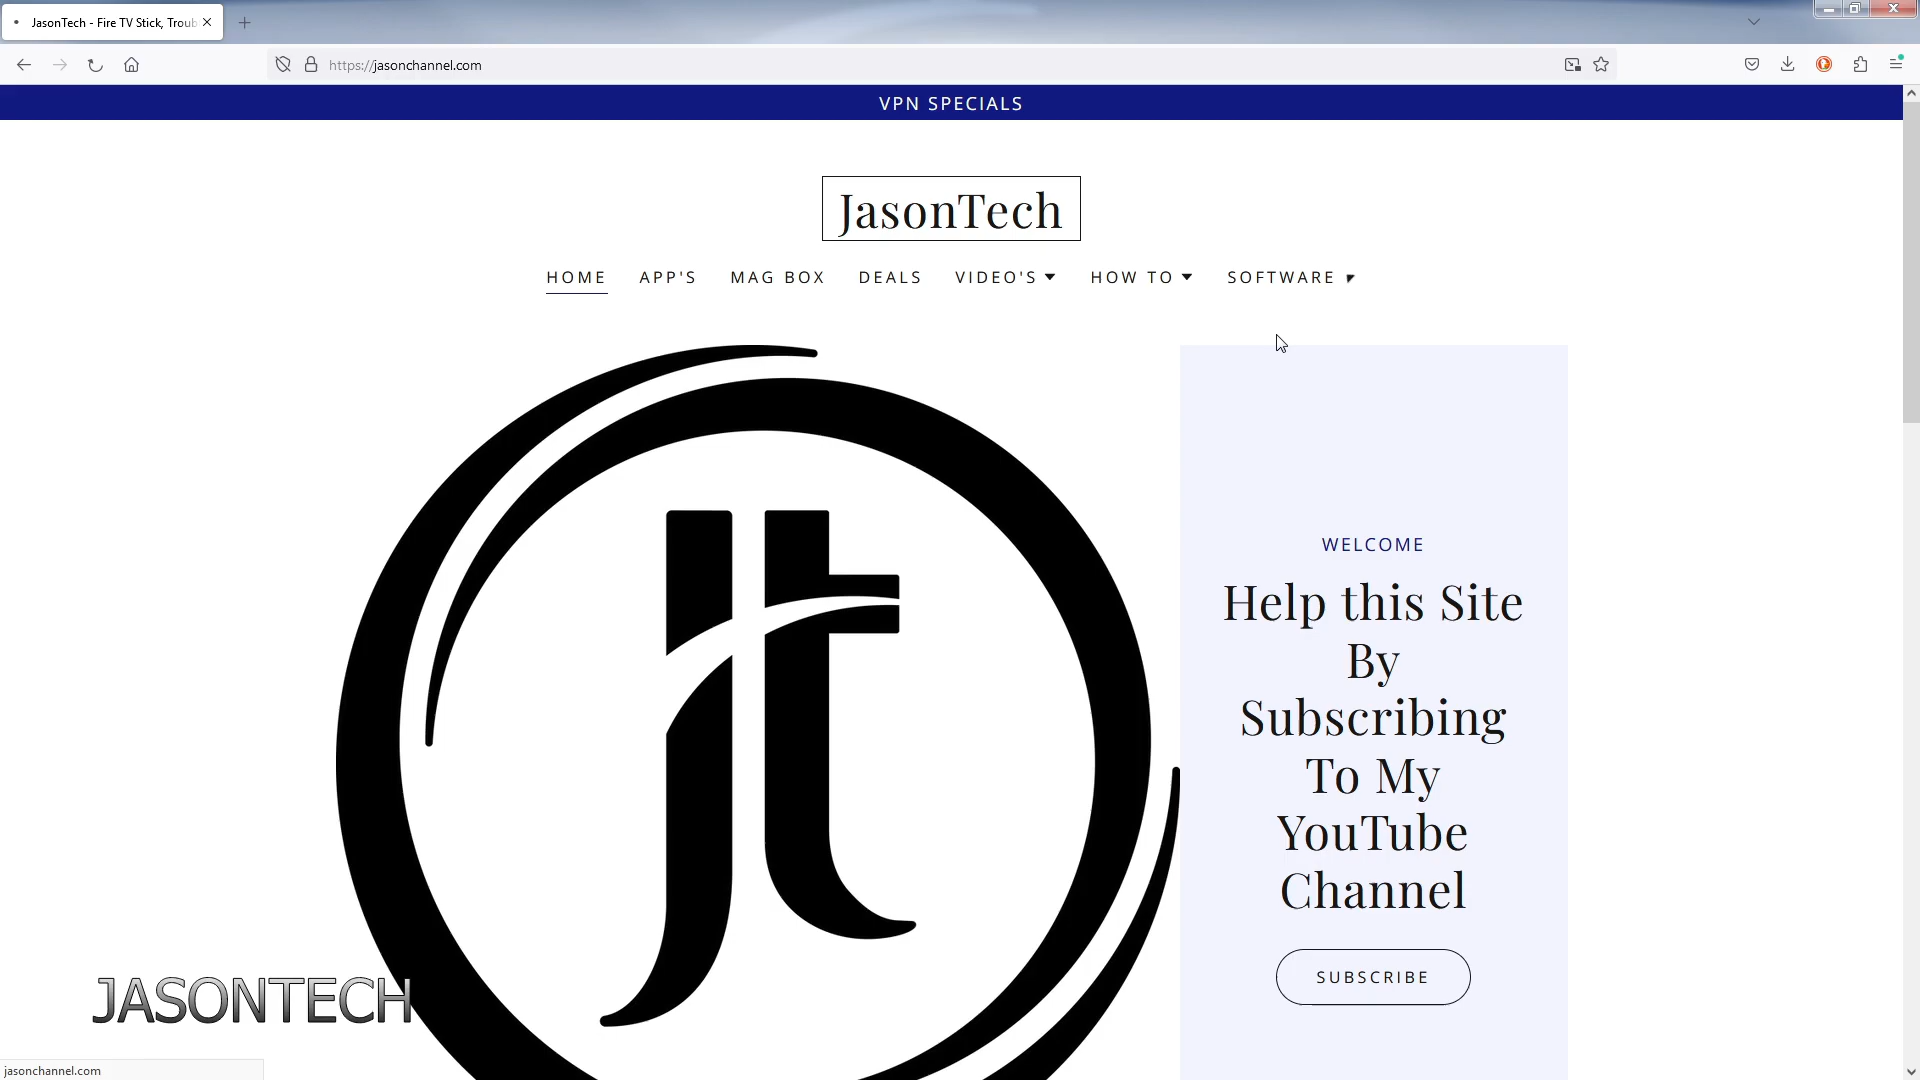 JasonTech - Fire TV Stick, Troub
https://jasonchannel.com
VPN SPECIALS
JasonTech
HOME APP'S MAG BOX DEALS VIDEO'S HOW TO SOFTWARE
jt
WELCOME
Help this Site
By
Subscribing
To My
YouTube
Channel
SUBSCRIBE
JASONTECH
jasonchannel.com